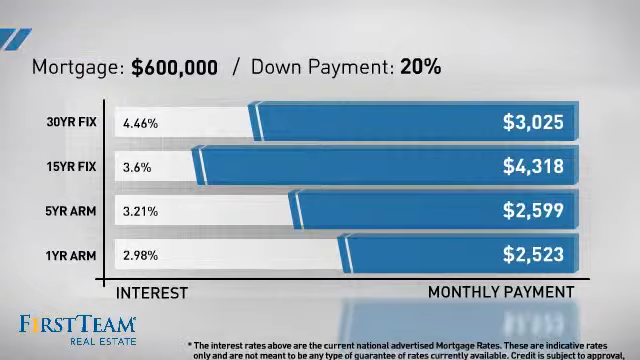 Mortgage: $600,000 / Down Payment: 20%
30YR FIX 4.46% $3,025
15YR FIX 3.6% $4,318
5YR ARM 3.21% $2,599
1YR ARM 2.98% $2,523
INTEREST MONTHLY PAYMENT
FIRSTTEAM®
REAL ESTATE
* The interest rates above are the current national advertised Mortgage Rates. These are indicative rates
only and are not meant to be any type of guarantee of rates currently available. Credit is subject to approval,